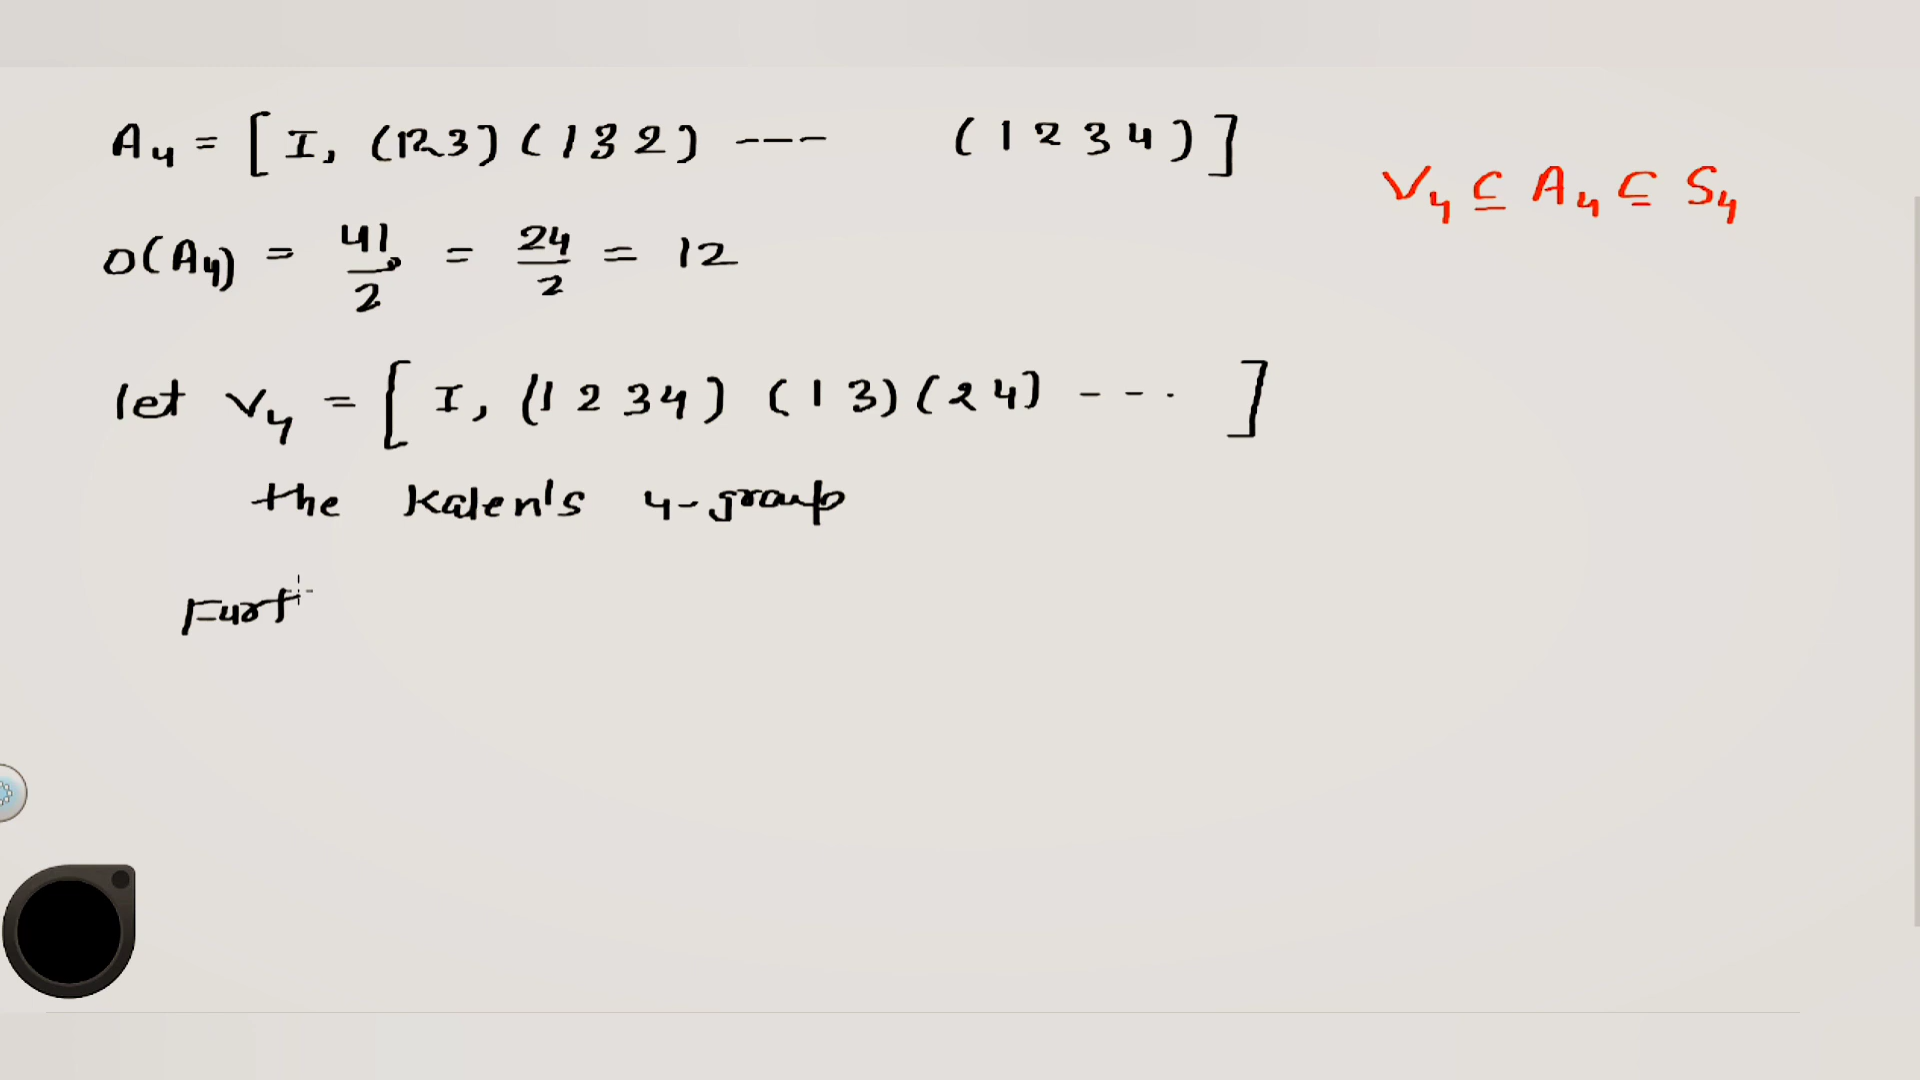 A4 = [I, (123) (132) --- (1234)]
V4 ⊆ A4 ⊆ S4
O(A4) = 4!/2 = 24/2 = 12
let V4 = [I, (1234) (13)(24) --- ]
the Kalen's 4-group
Furt